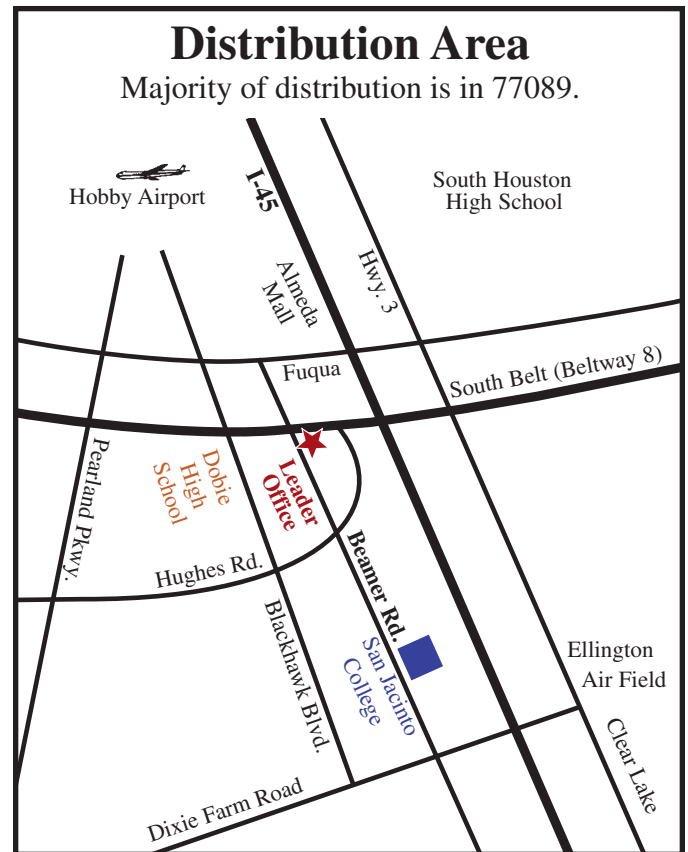 Distribution Area
Majority of distribution is in 77089.
Hobby Airport
I-45
South Houston
High School
Almeda
Mall
Hwy. 3
Fuqua
South Belt (Beltway 8)
Pearland Pkwy.
Dobie
High
School
Leader
Office
Hughes Rd.
Beamer Rd.
Blackhawk Blvd.
San Jacinto
College
Ellington
Air Field
Clear Lake
Dixie Farm Road